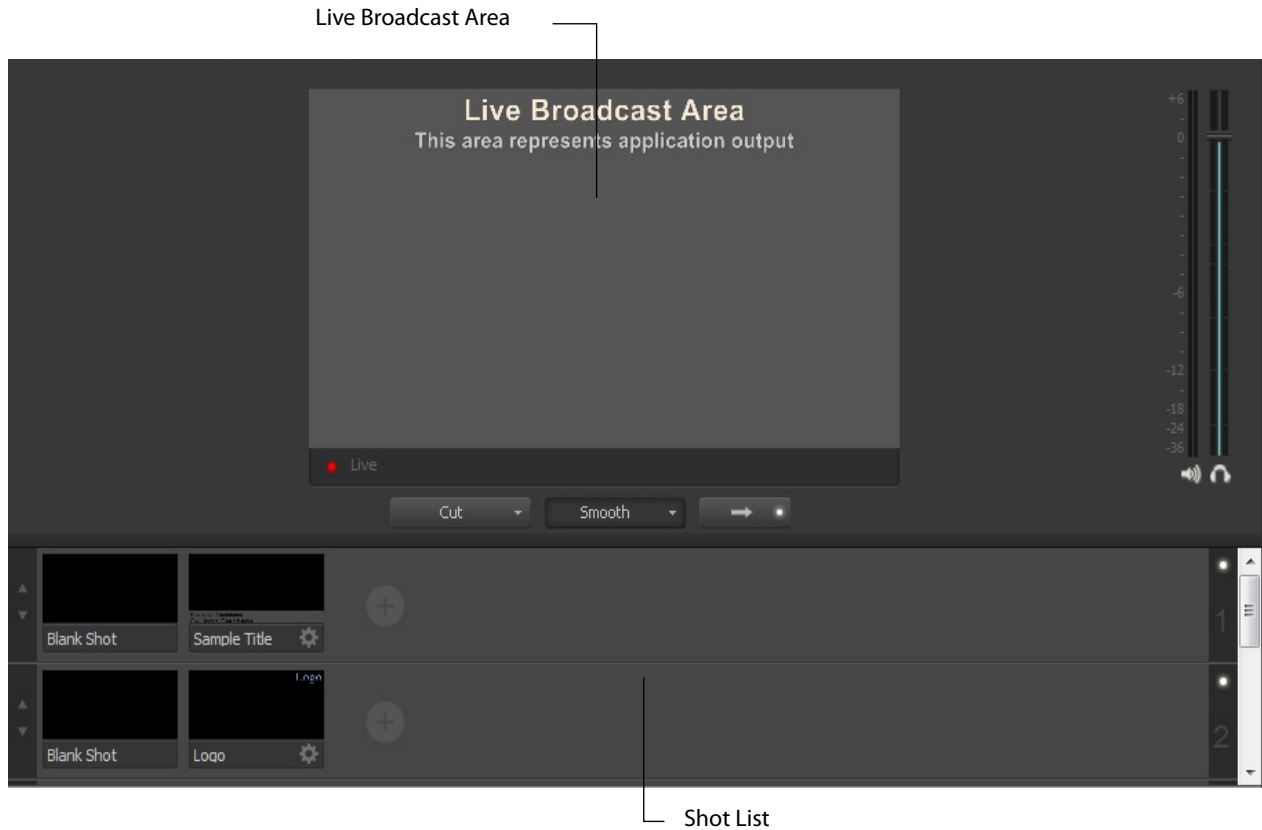 Live Broadcast Area
Live Broadcast Area
This area represents application output
+6
-
0
-
-
-
-
-
-
-
-6
-
-
-
-12
-
-18
-24
-36
Live
Cut
Smooth
Blank Shot
Sample Title
1
Logo
Blank Shot
Logo
2
Shot List